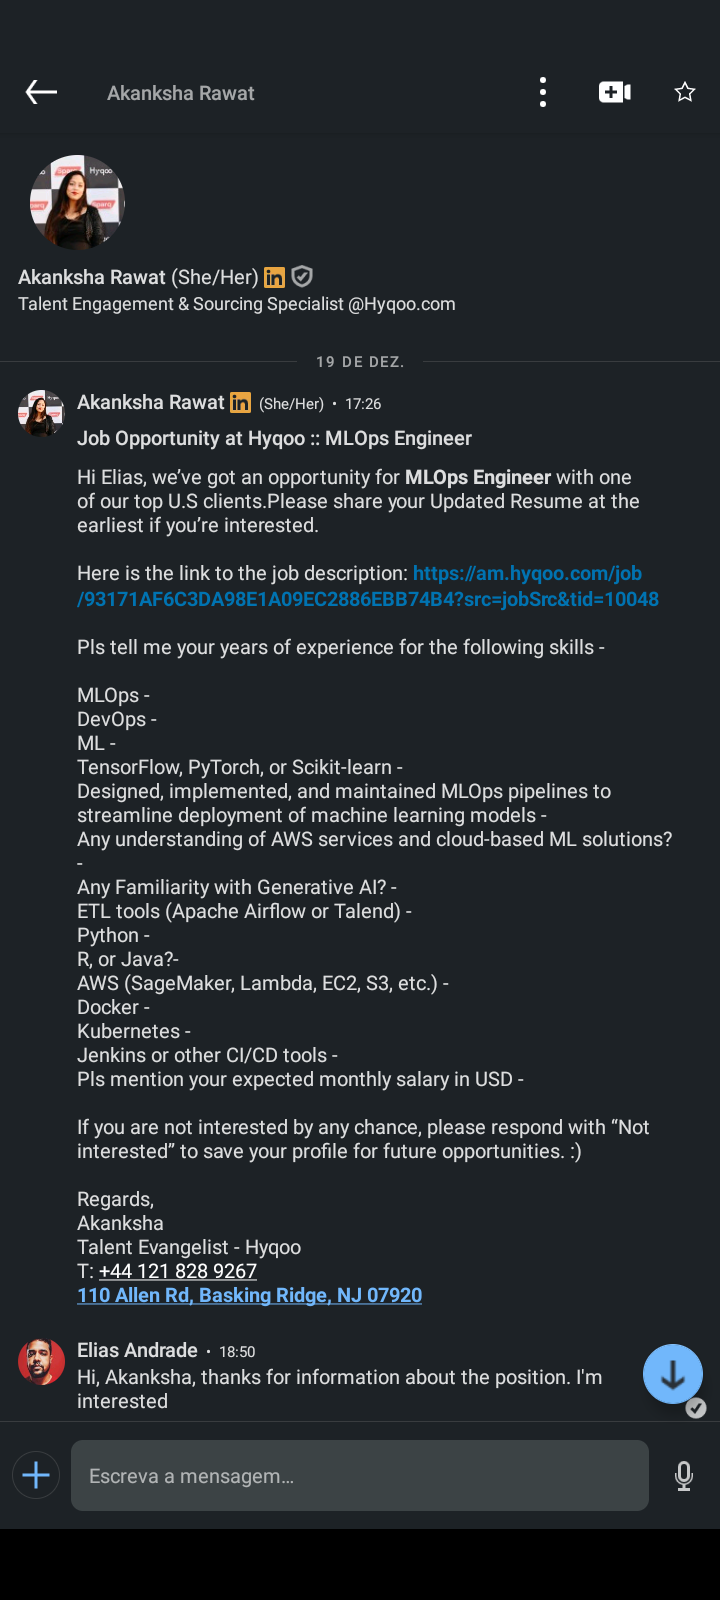 Akanksha Rawat
Hyqoo
Akanksha Rawat (She/Her) in
Talent Engagement & Sourcing Specialist @Hyqoo.com
19 DE DEZ.
Akanksha Rawat in (She/Her) • 17:26
Job Opportunity at Hyqoo :: MLOps Engineer
Hi Elias, we’ve got an opportunity for MLOps Engineer with one
of our top U.S clients.Please share your Updated Resume at the
earliest if you’re interested.
Here is the link to the job description: https://am.hyqoo.com/job
/93171AF6C3DA98E1A09EC2886EBB74B4?src=jobSrc&tid=10048
Pls tell me your years of experience for the following skills -
MLOps -
DevOps -
ML -
TensorFlow, PyTorch, or Scikit-learn -
Designed, implemented, and maintained MLOps pipelines to
streamline deployment of machine learning models -
Any understanding of AWS services and cloud-based ML solutions?
-
Any Familiarity with Generative AI? -
ETL tools (Apache Airflow or Talend) -
Python -
R, or Java?-
AWS (SageMaker, Lambda, EC2, S3, etc.) -
Docker -
Kubernetes -
Jenkins or other CI/CD tools -
Pls mention your expected monthly salary in USD -
If you are not interested by any chance, please respond with “Not
interested” to save your profile for future opportunities. :)
Regards,
Akanksha
Talent Evangelist - Hyqoo
T: +44 121 828 9267
110 Allen Rd, Basking Ridge, NJ 07920
Elias Andrade • 18:50
Hi, Akanksha, thanks for information about the position. I'm
interested
Escreva a mensagem…